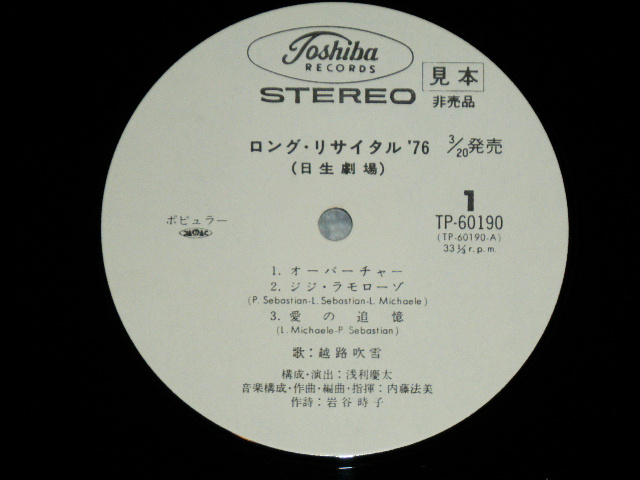 Toshiba
RECORDS
STEREO
見本
非売品
ロング・リサイタル '76 3/20発売
(日生劇場)
1
ポピュラー
TP-60190
(TP-60190-A)
33⅓ r.p.m.
1. オーバーチャー
2. ジジ・ラモローゾ
(P. Sebastian-L. Sebastian-L. Michaele)
3. 愛の追憶
(L. Michaele-P. Sebastian)
歌：越路吹雪
構成・演出：浅利慶太
音楽構成・作曲・編曲・指揮：内藤法美
作詩：岩谷時子